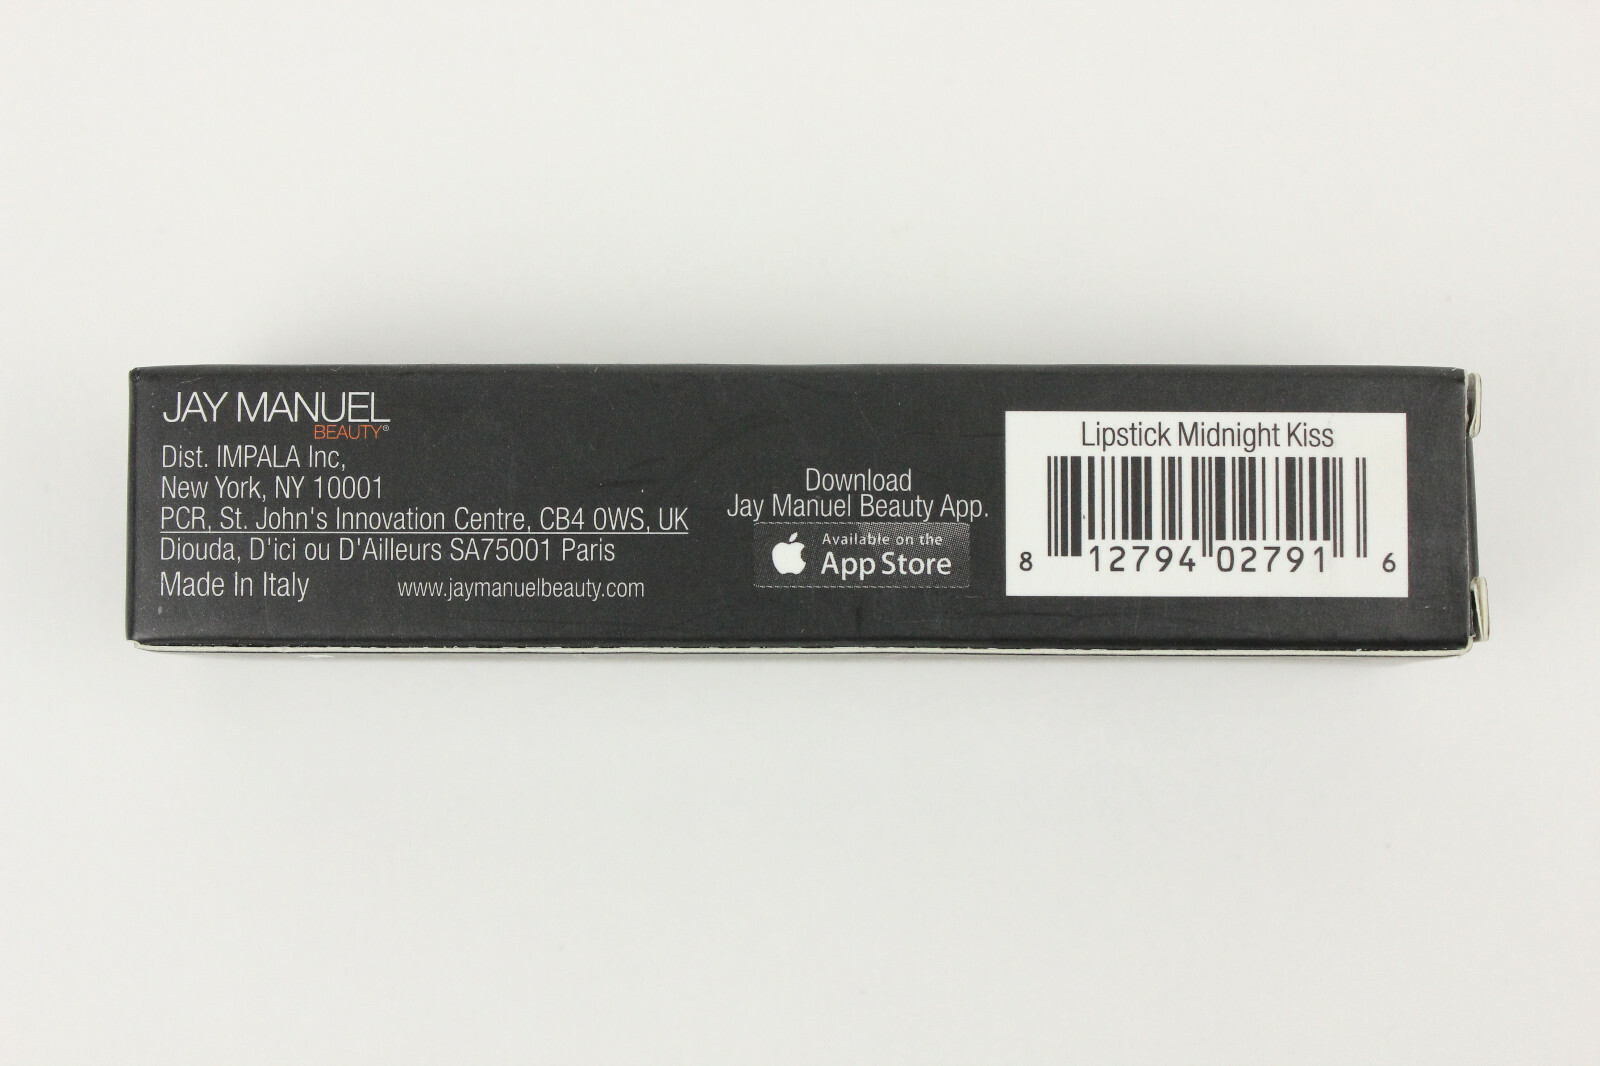 JAY MANUEL
BEAUTY®
Dist. IMPALA Inc,
New York, NY 10001
PCR, St. John's Innovation Centre, CB4 0WS, UK
Diouda, D'ici ou D'Ailleurs SA75001 Paris
Made In Italy
www.jaymanuelbeauty.com
Download
Jay Manuel Beauty App.
Available on the
App Store
Lipstick Midnight Kiss
8 12794 02791 6